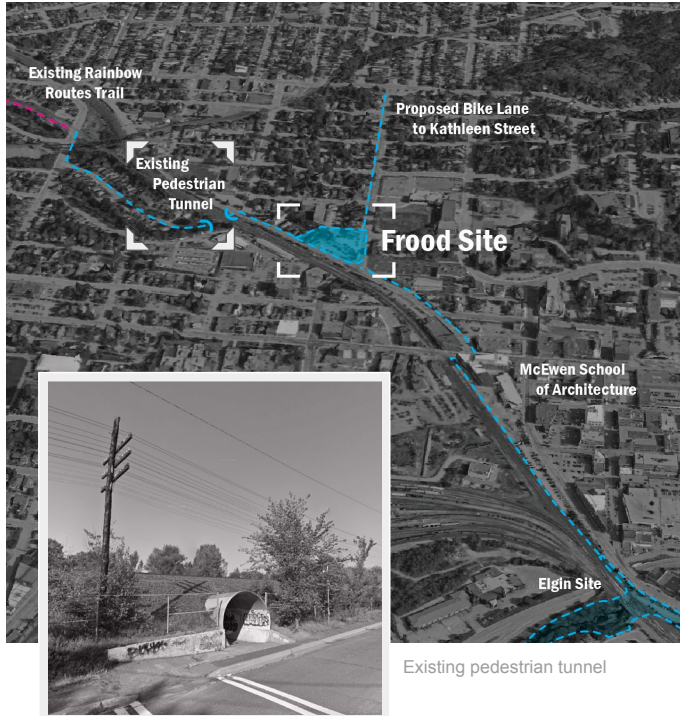 Existing Rainbow
Routes Trail
Proposed Bike Lane
to Kathleen Street
Existing
Pedestrian
Tunnel
Frood Site
McEwen School
of Architecture
Elgin Site
Existing pedestrian tunnel